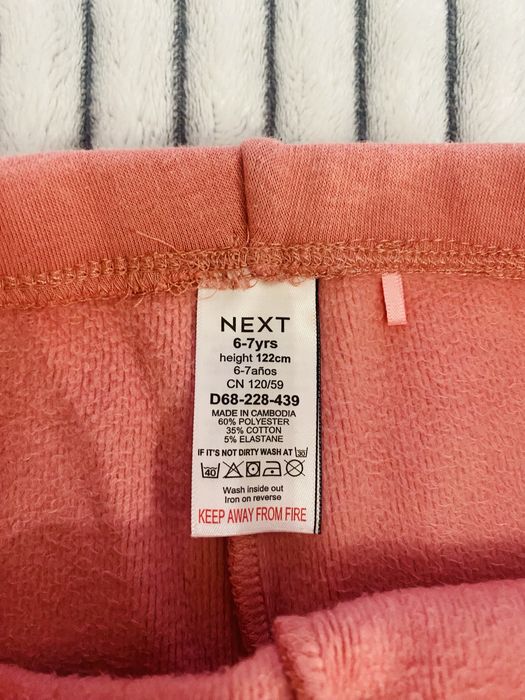 NEXT
6-7yrs
height 122cm
6-7años
CN 120/59
D68-228-439
MADE IN CAMBODIA
60% POLYESTER
35% COTTON
5% ELASTANE
IF IT'S NOT DIRTY WASH AT 30
40
Wash inside out
Iron on reverse
KEEP AWAY FROM FIRE